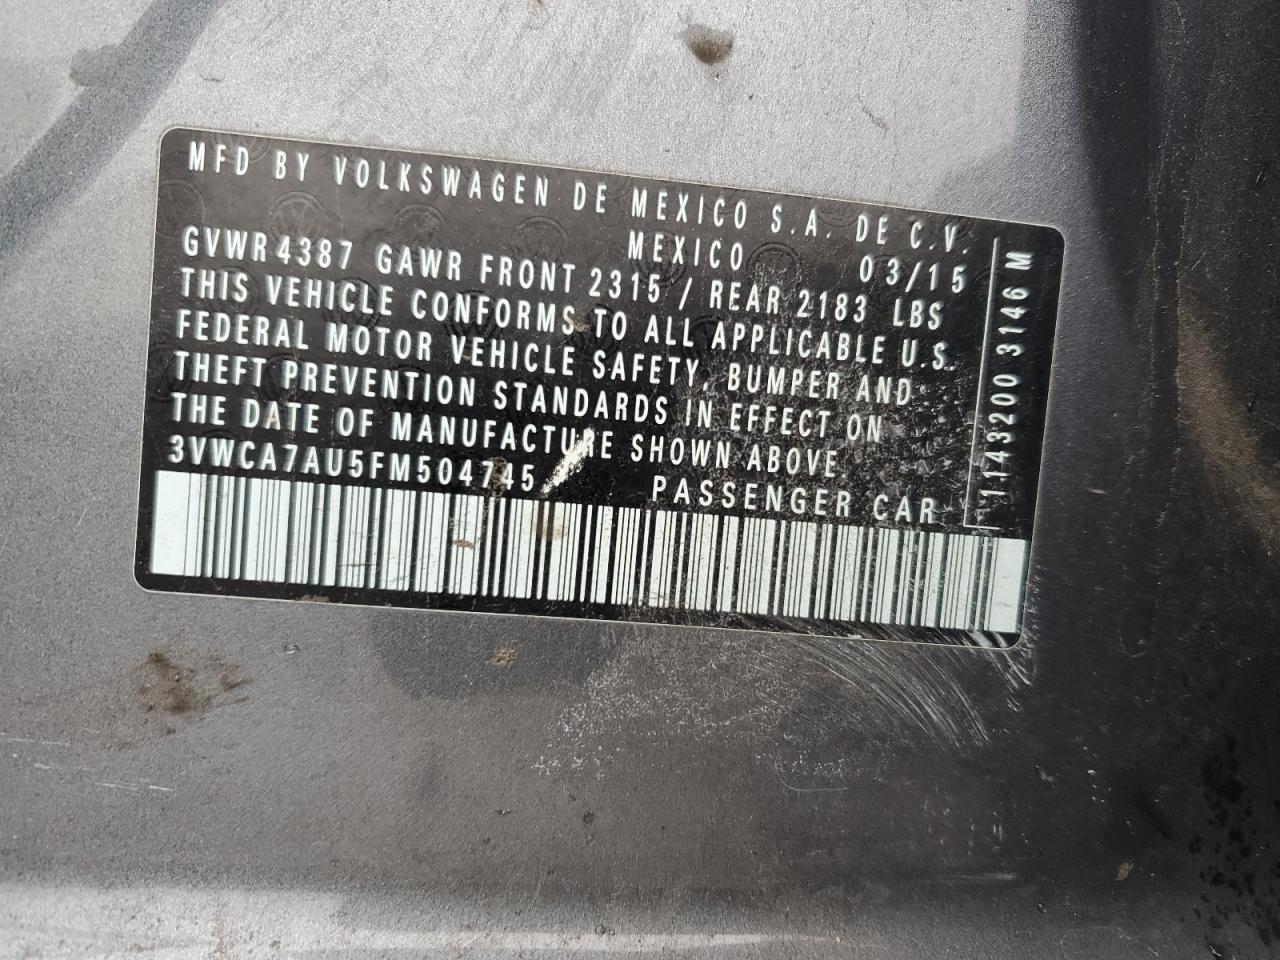 MFD BY VOLKSWAGEN DE MEXICO S.A. DE C.V.
MEXICO 03/15
GVWR 4387 GAWR FRONT 2315 / REAR 2183 LBS
THIS VEHICLE CONFORMS TO ALL APPLICABLE U.S.
FEDERAL MOTOR VEHICLE SAFETY, BUMPER AND
THEFT PREVENTION STANDARDS IN EFFECT ON
THE DATE OF MANUFACTURE SHOWN ABOVE.
3VWCA7AU5FM504745 PASSENGER CAR
1143200 3146 M